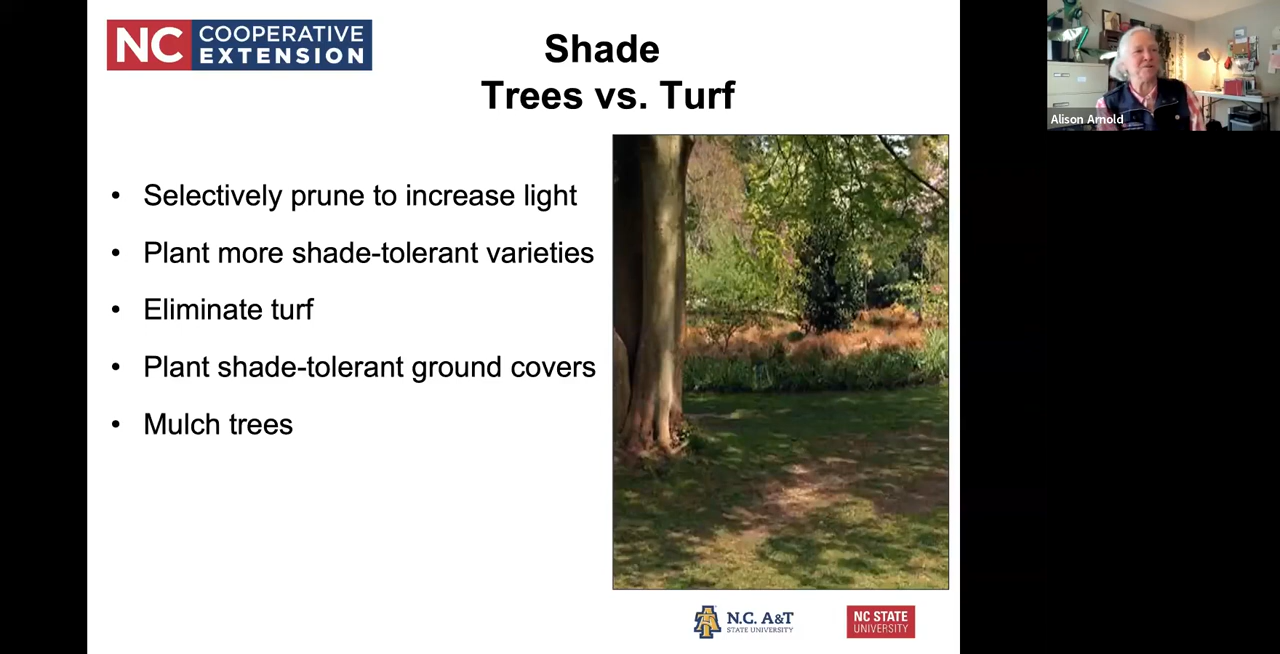 NC COOPERATIVE
EXTENSION
Shade
Trees vs. Turf
• Selectively prune to increase light
• Plant more shade-tolerant varieties
• Eliminate turf
• Plant shade-tolerant ground covers
• Mulch trees
N.C. A&T
STATE UNIVERSITY
NC STATE
UNIVERSITY
Alison Arnold